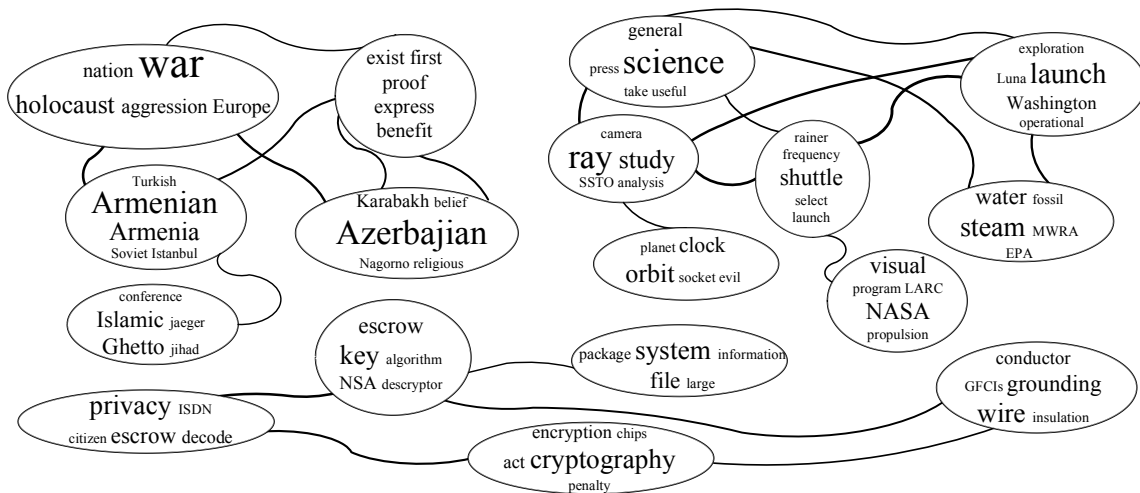 nation war
holocaust aggression Europe
exist first
proof
express
benefit
Turkish
Armenian
Armenia
Soviet Istanbul
Karabakh belief
Azerbajian
Nagorno religious
conference
Islamic jaeger
Ghetto jihad
general
press science
take useful
exploration
Luna launch
Washington
operational
camera
ray study
SSTO analysis
rainer
frequency
shuttle
select
launch
water fossil
steam MWRA
EPA
planet clock
orbit socket evil
visual
program LARC
NASA
propulsion
escrow
key algorithm
NSA descryptor
package system information
file large
privacy ISDN
citizen escrow decode
encryption chips
act cryptography
penalty
conductor
GFCIs grounding
wire insulation